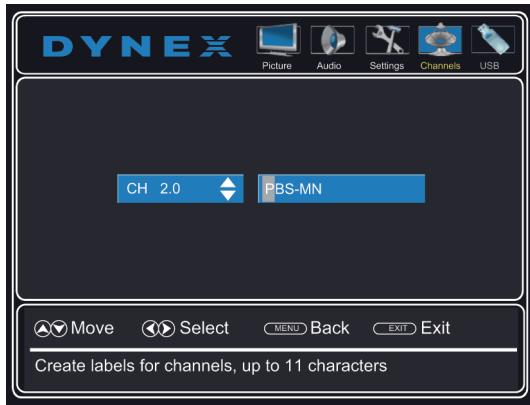 DYNEX
Picture Audio Settings Channels USB
CH 2.0 PBS-MN
Move Select MENU Back EXIT Exit
Create labels for channels, up to 11 characters